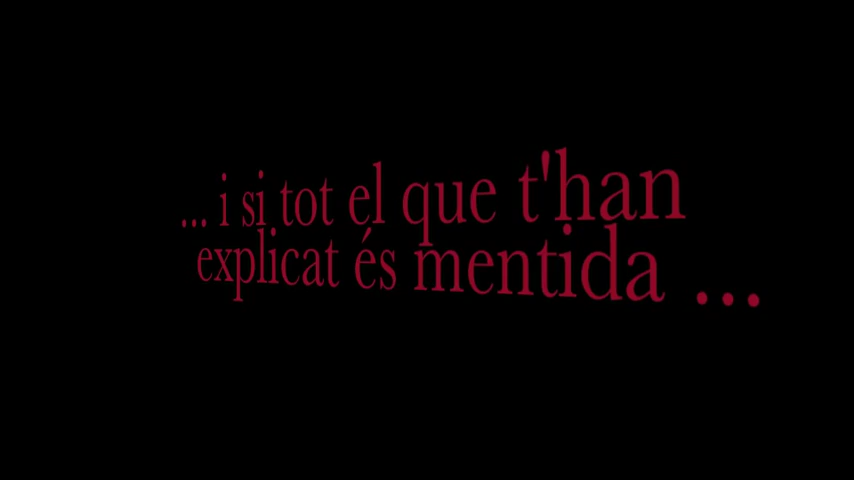 ... i si tot el que t'han
explicat és mentida ...